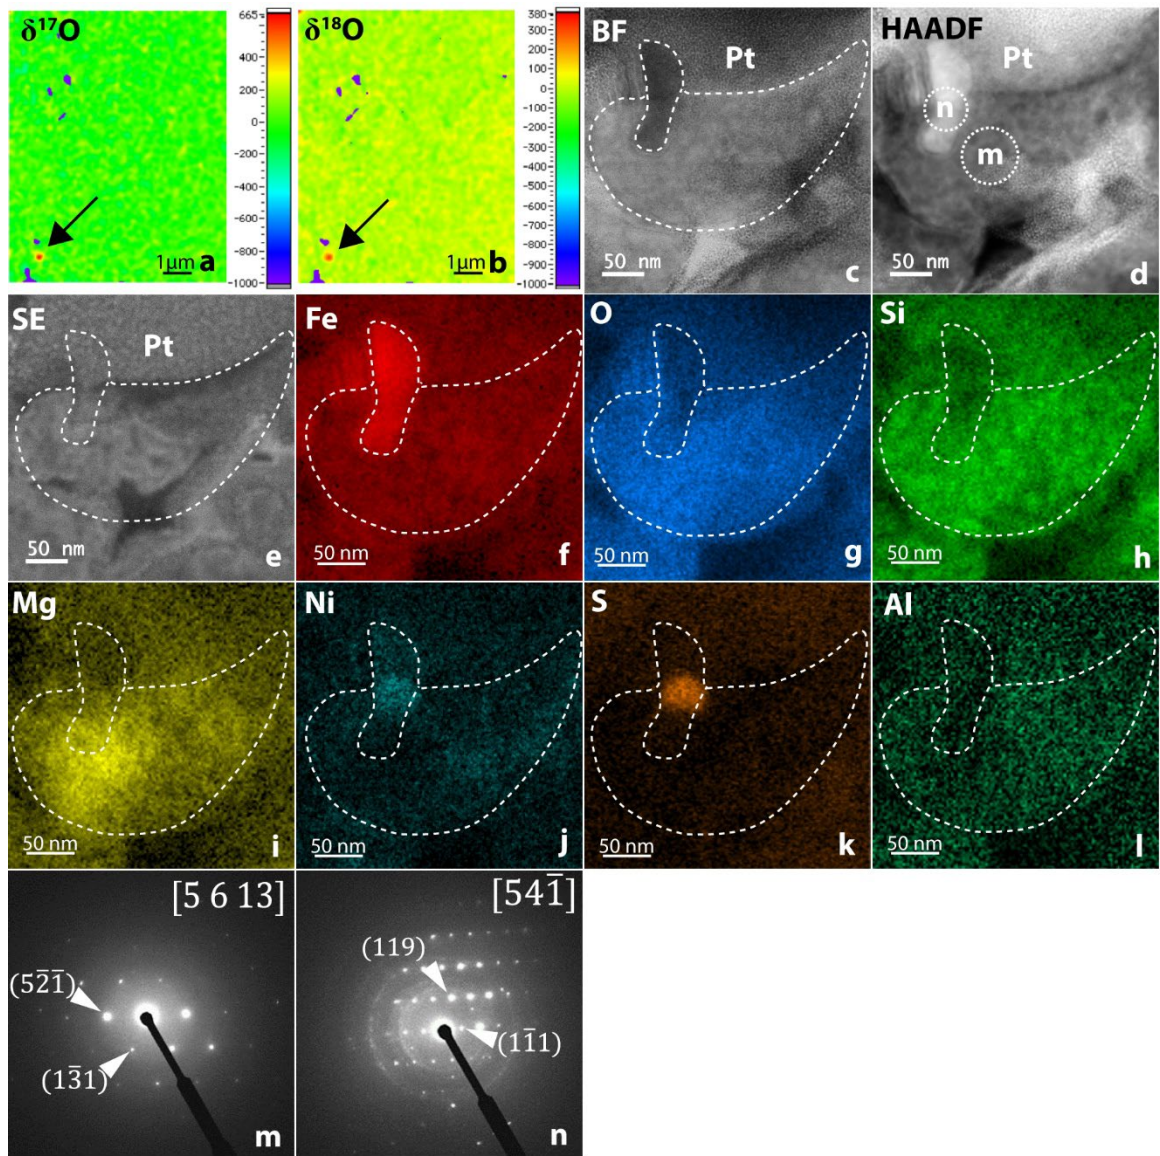 δ¹⁷O
665
600
400
200
0
-200
-400
-600
-800
-1000
1μm
a
δ¹⁸O
380
300
200
100
0
-100
-200
-300
-400
-500
-600
-700
-800
-900
-1000
1μm
b
BF
Pt
50 nm
c
HAADF
Pt
n
m
50 nm
d
SE
Pt
50 nm
e
Fe
50 nm
f
O
50 nm
g
Si
50 nm
h
Mg
50 nm
i
Ni
50 nm
j
S
50 nm
k
Al
50 nm
l
[5 6 13]
(52̄1̄)
(13̄1)
m
[541̄]
(119)
(11̄1)
n